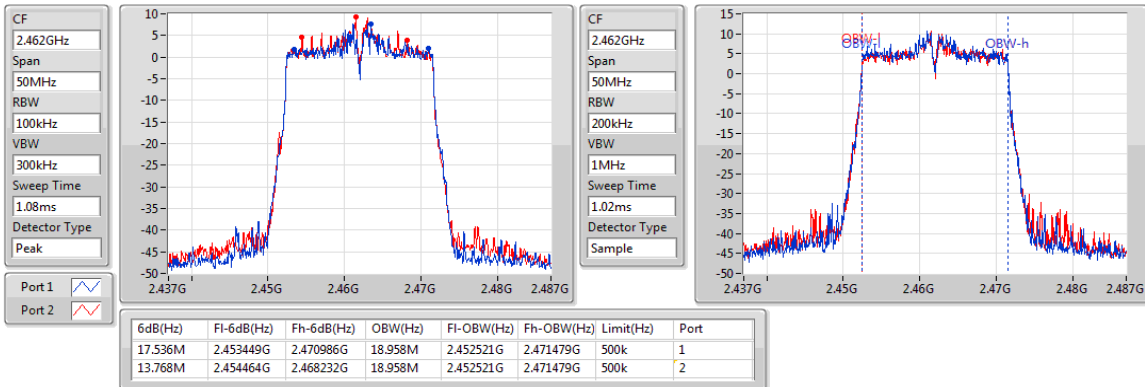 CF
2.462GHz
Span
50MHz
RBW
100kHz
VBW
300kHz
Sweep Time
1.08ms
Detector Type
Peak
Port 1
Port 2
10
5
0
-5
-10
-15
-20
-25
-30
-35
-40
-45
-50
2.437G 2.45G 2.46G 2.47G 2.487G
CF
2.462GHz
Span
50MHz
RBW
200kHz
VBW
1MHz
Sweep Time
1.02ms
Detector Type
Sample
15
10
5
0
-5
-10
-15
-20
-25
-30
-35
-40
-45
-50
OBW-l
OBW-l
OBW-h
2.437G 2.45G 2.46G 2.47G 2.487G
6dB(Hz) Fl-6dB(Hz) Fh-6dB(Hz) OBW(Hz) Fl-OBW(Hz) Fh-OBW(Hz) Limit(Hz) Port
17.536M 2.453449G 2.470986G 18.958M 2.452521G 2.471479G 500k 1
13.768M 2.454464G 2.468232G 18.958M 2.452521G 2.471479G 500k 2